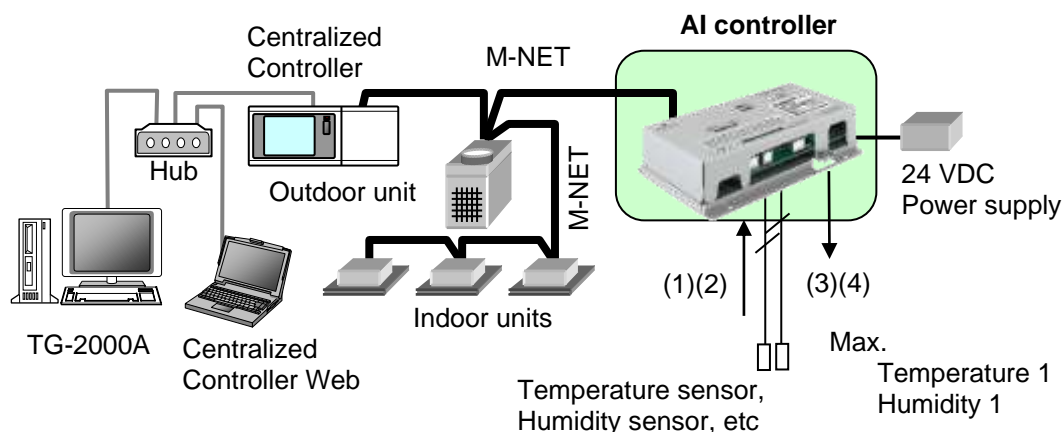 AI controller
Centralized
Controller
M-NET
Hub
Outdoor unit
M-NET
24 VDC
Power supply
(1)(2)
(3)(4)
Indoor units
TG-2000A
Centralized
Controller Web
Max.
Temperature 1
Humidity 1
Temperature sensor,
Humidity sensor, etc